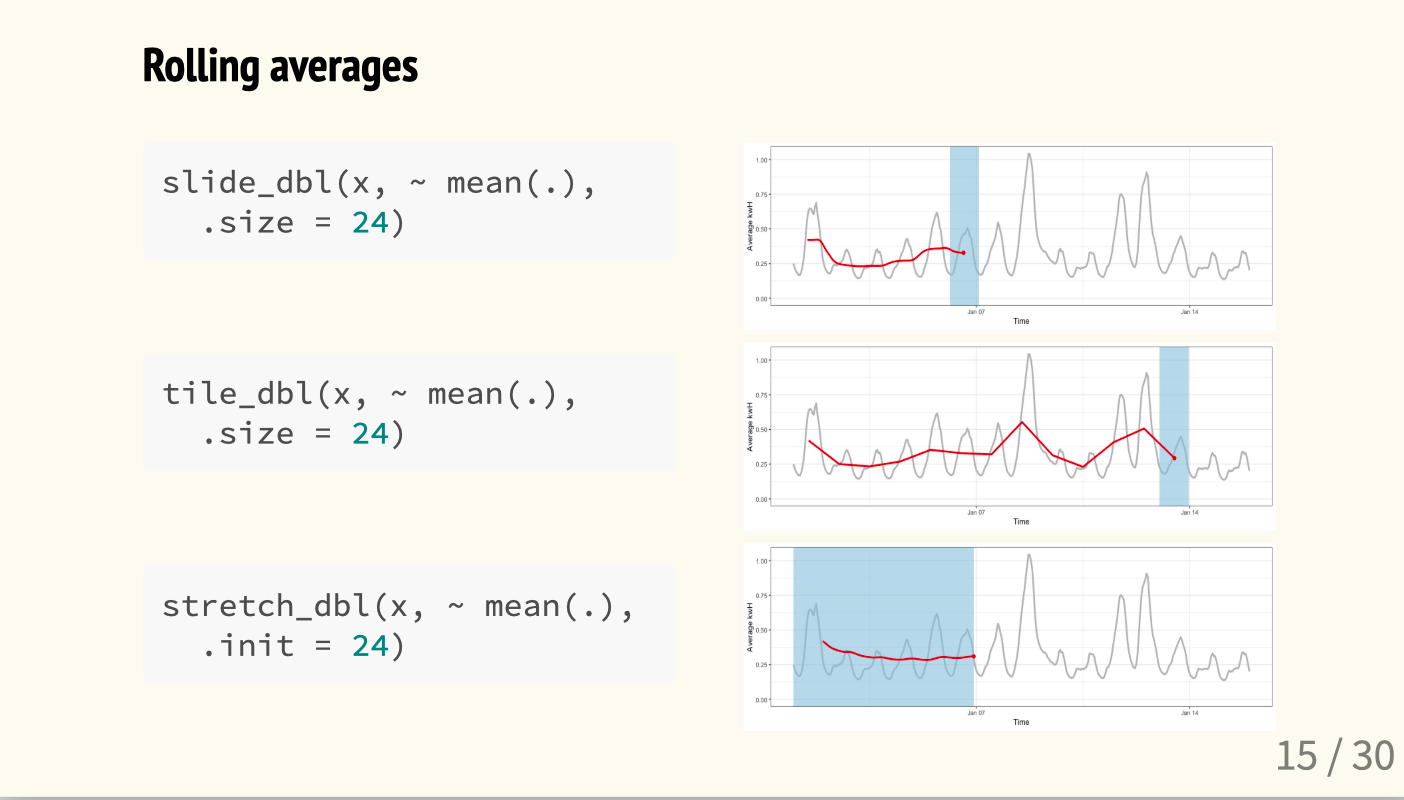 Rolling averages
slide_dbl(x, ~ mean(.),
.size = 24)
1.00
0.75
0.50
0.25
0.00
Average kwH
Jan 07
Jan 14
Time
tile_dbl(x, ~ mean(.),
.size = 24)
1.00
0.75
0.50
0.25
0.00
Average kwH
Jan 07
Jan 14
Time
stretch_dbl(x, ~ mean(.),
.init = 24)
1.00
0.75
0.50
0.25
0.00
Average kwH
Jan 07
Jan 14
Time
15 / 30